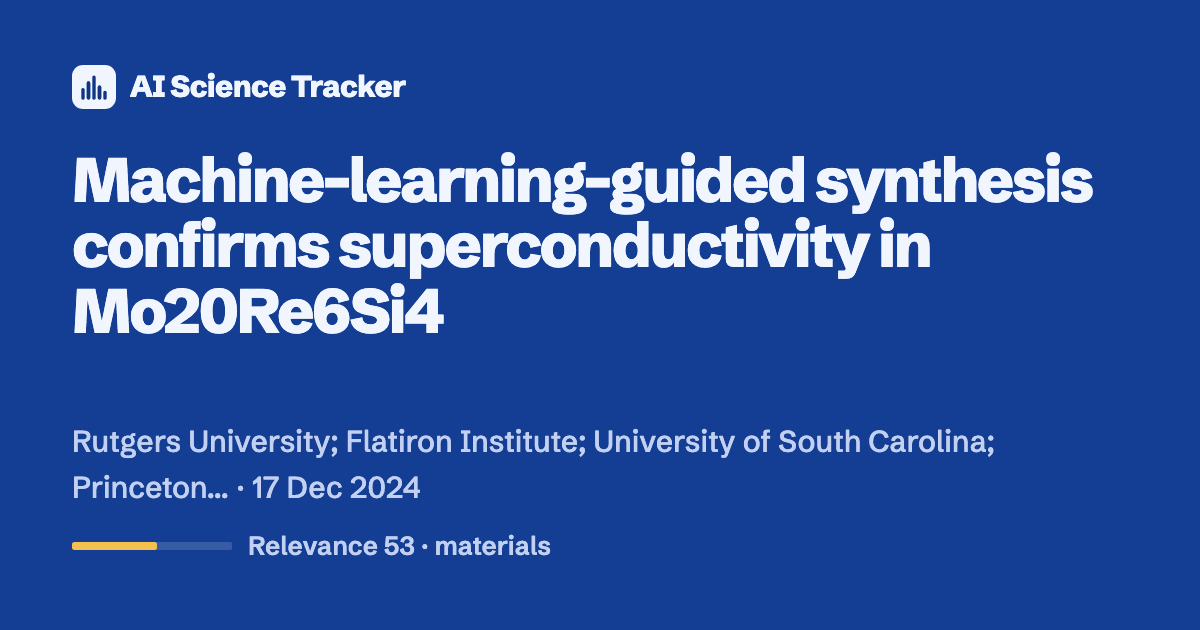 AI Science Tracker
Machine-learning-guided synthesis
confirms superconductivity in
Mo20Re6Si4
Rutgers University; Flatiron Institute; University of South Carolina;
Princeton... · 17 Dec 2024
Relevance 53 · materials